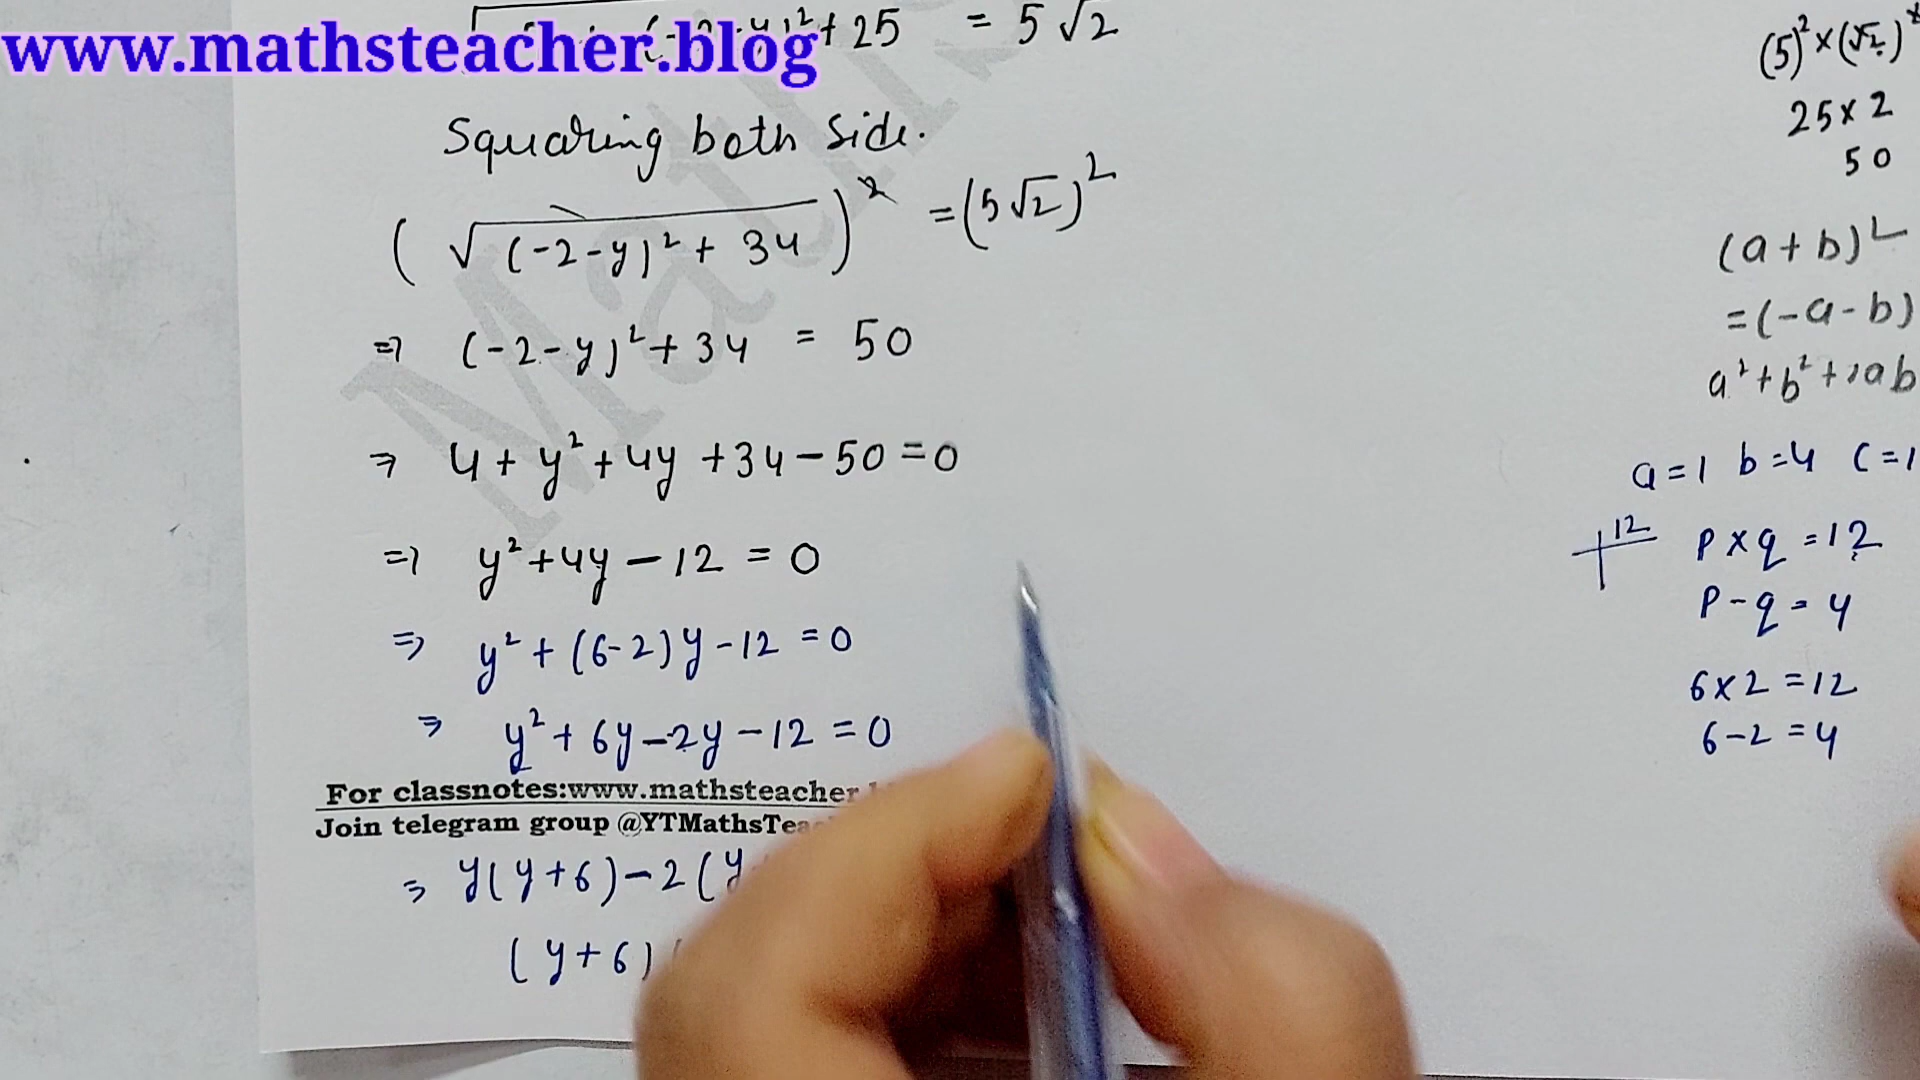 www.mathsteacher.blog
+ 25 = 5√2
Squaring both side.
(√((-2-y)² + 34))² = (5√2)²
⇒ (-2-y)² + 34 = 50
⇒ 4 + y² + 4y + 34 - 50 = 0
⇒ y² + 4y - 12 = 0
⇒ y² + (6-2)y - 12 = 0
⇒ y² + 6y - 2y - 12 = 0
For classnotes:www.mathsteacher
Join telegram group @YTMathsTea
⇒ y(y+6) - 2(y
(y+6)
(5)² × (√2)
25 × 2
50
(a+b)²
= (-a-b)
a² + b² + 2ab
a = 1 b = 4 c = 1
12
p × q = 12
p - q = 4
6 × 2 = 12
6 - 2 = 4